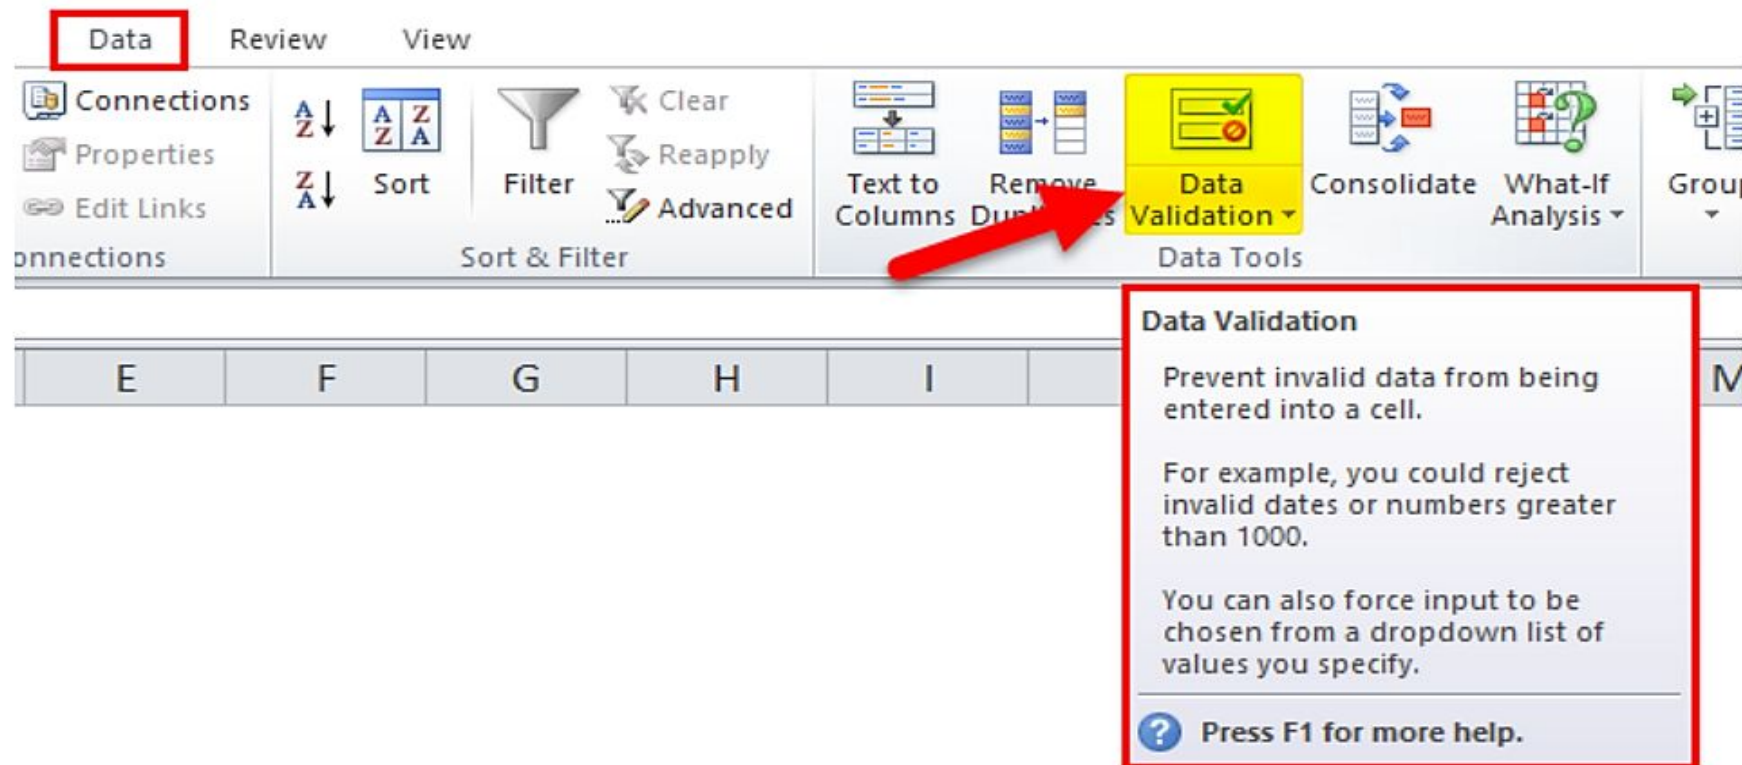 Data Review View
Connections
Properties
Edit Links
onnections
A
Z
Z
A
A Z
Z A
Sort
Filter
Clear
Reapply
Advanced
Sort & Filter
Text to
Columns
Remove
Data
Validation
Consolidate
What-If
Analysis
Group
Data Tools
E F G H I M
Data Validation
Prevent invalid data from being
entered into a cell.
For example, you could reject
invalid dates or numbers greater
than 1000.
You can also force input to be
chosen from a dropdown list of
values you specify.
? Press F1 for more help.